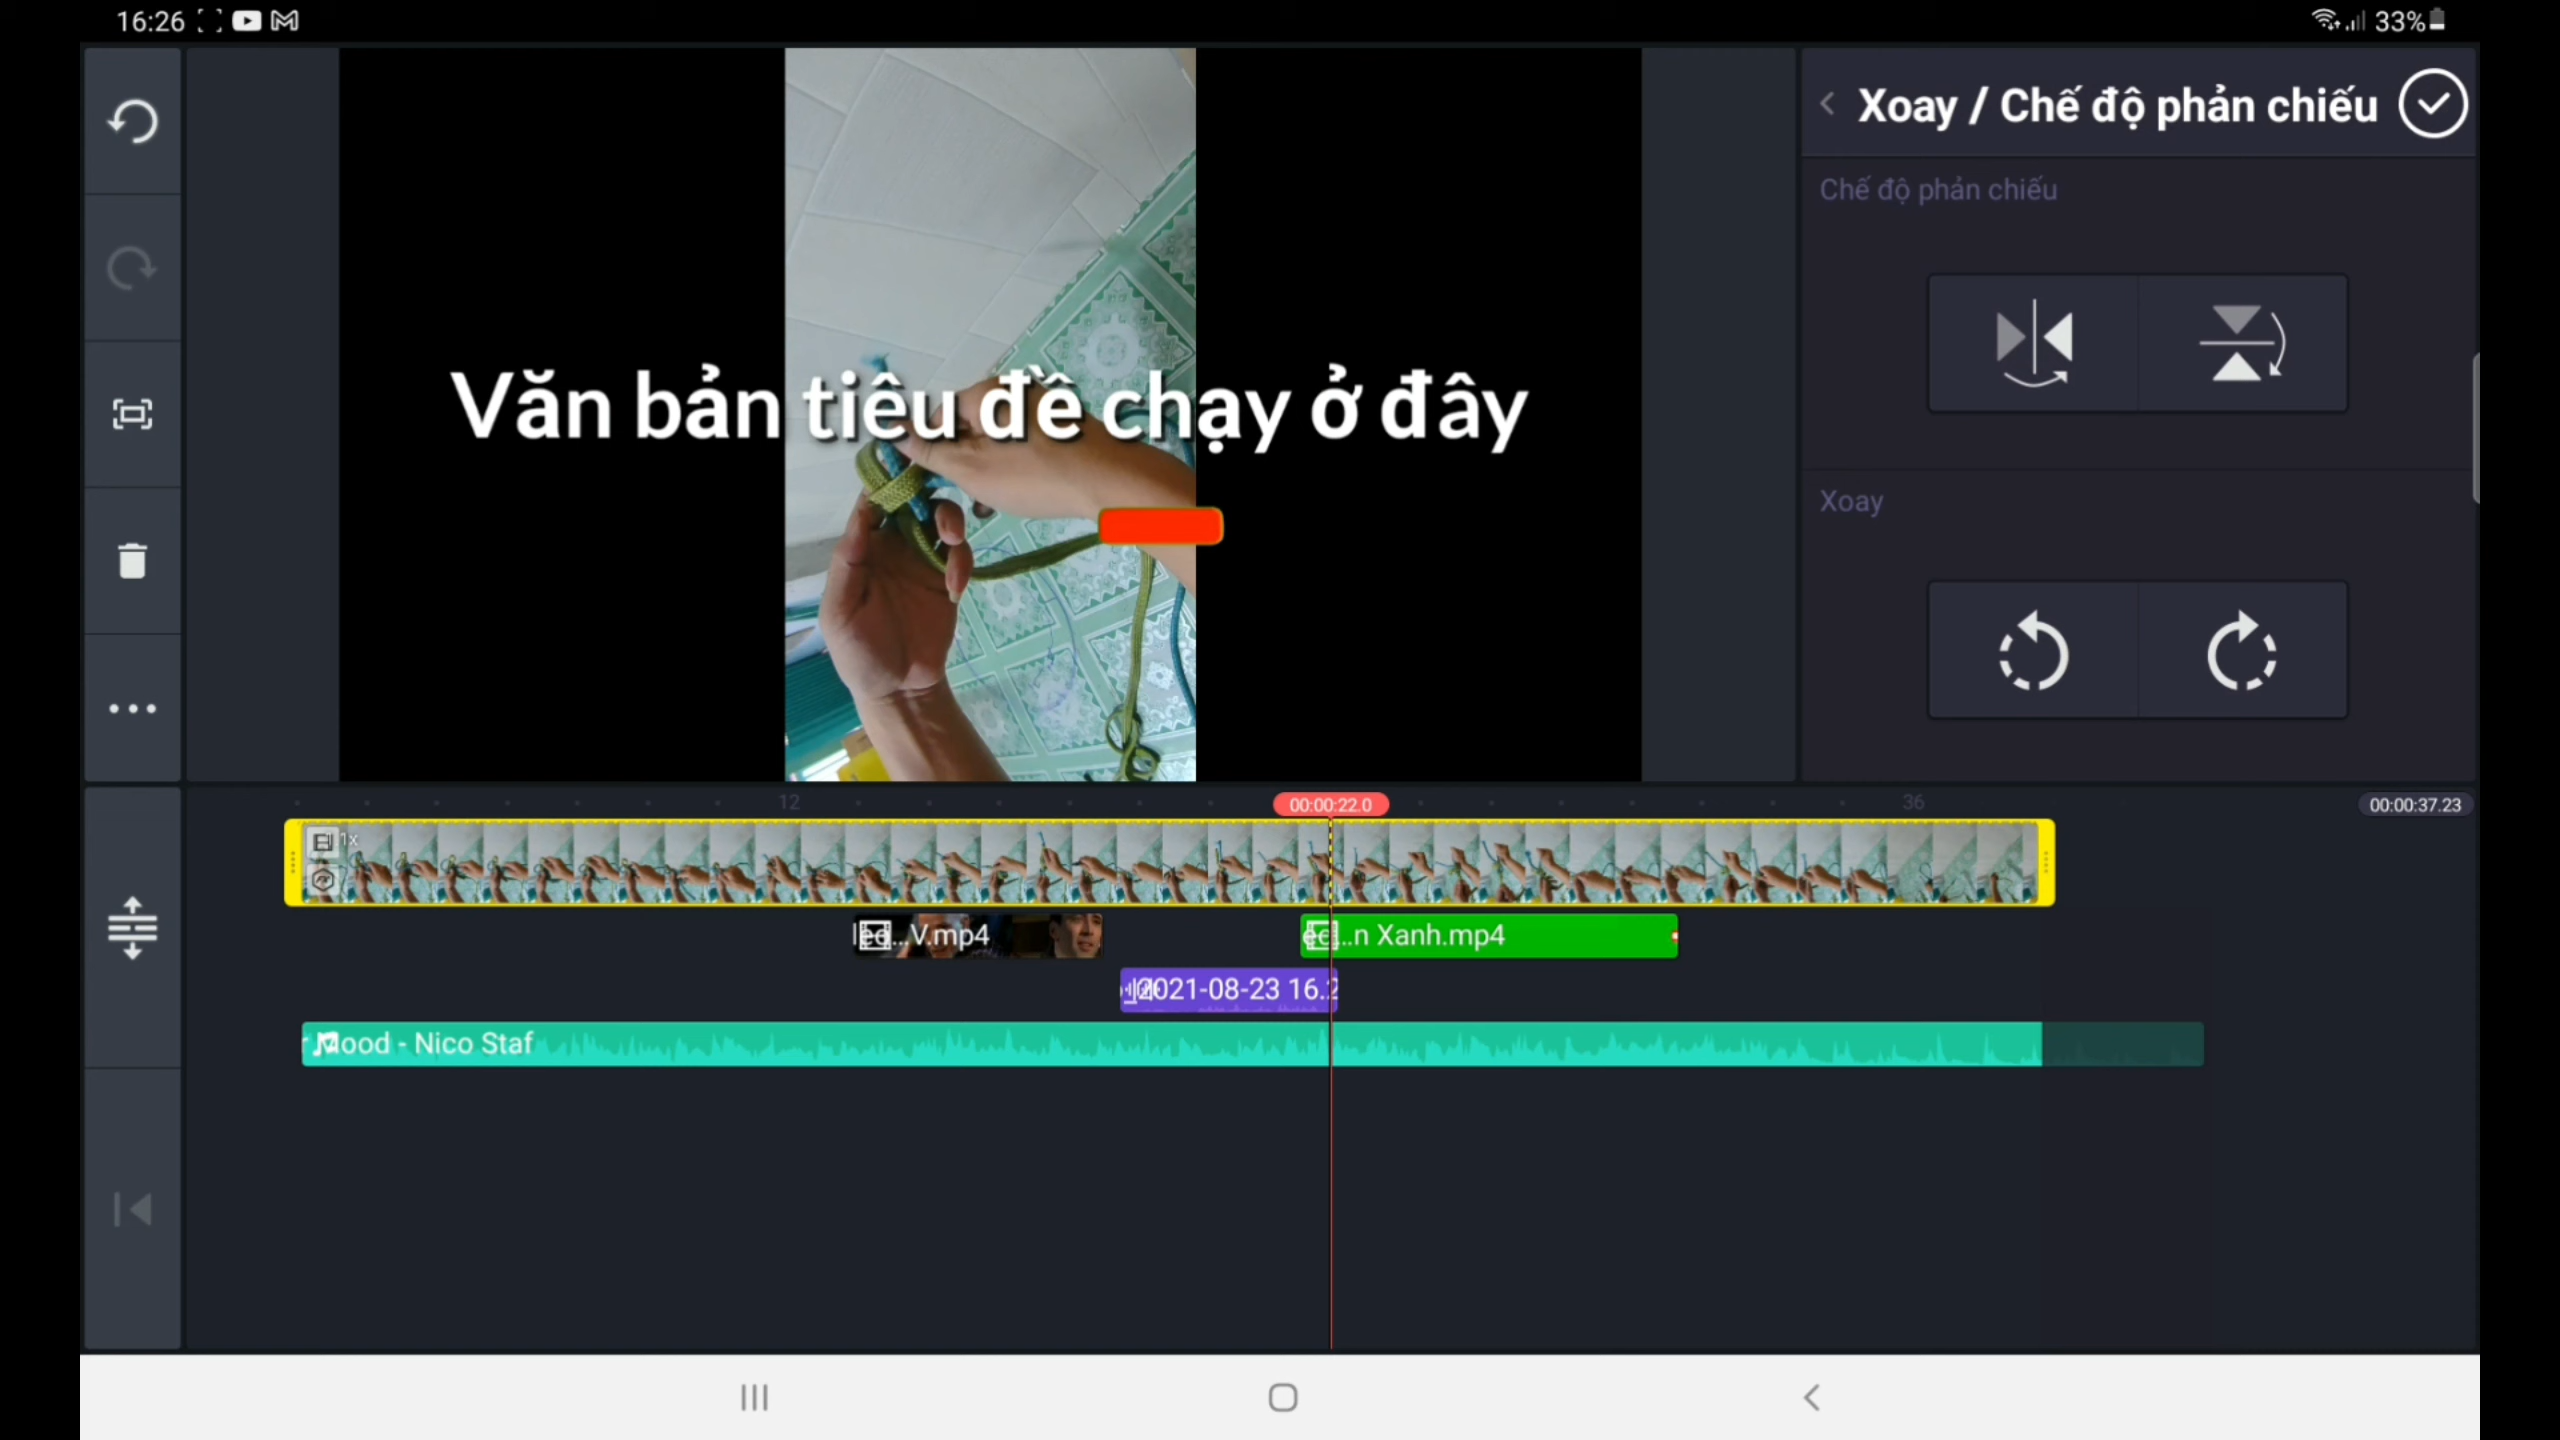 16:26
33%
Xoay / Chế độ phản chiếu
Chế độ phản chiếu
Văn bản tiêu đề chạy ở đây
Xoay
12
00:00:22.0
36
00:00:37.23
1x
...V.mp4
...n Xanh.mp4
2021-08-23 16.2
Mood - Nico Staf